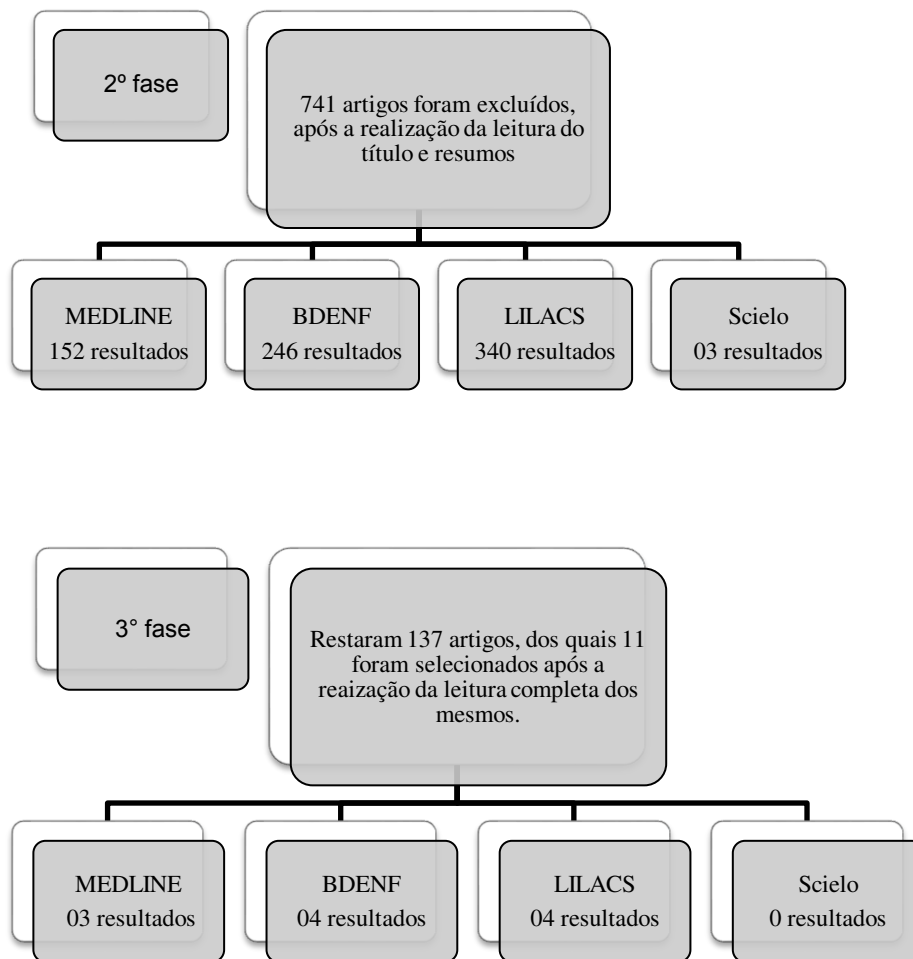 2º fase
741 artigos foram excluídos,
após a realização da leitura do
título e resumos
MEDLINE
152 resultados
BDENF
246 resultados
LILACS
340 resultados
Scielo
03 resultados
3° fase
Restaram 137 artigos, dos quais 11
foram selecionados após a
reaização da leitura completa dos
mesmos.
MEDLINE
03 resultados
BDENF
04 resultados
LILACS
04 resultados
Scielo
0 resultados